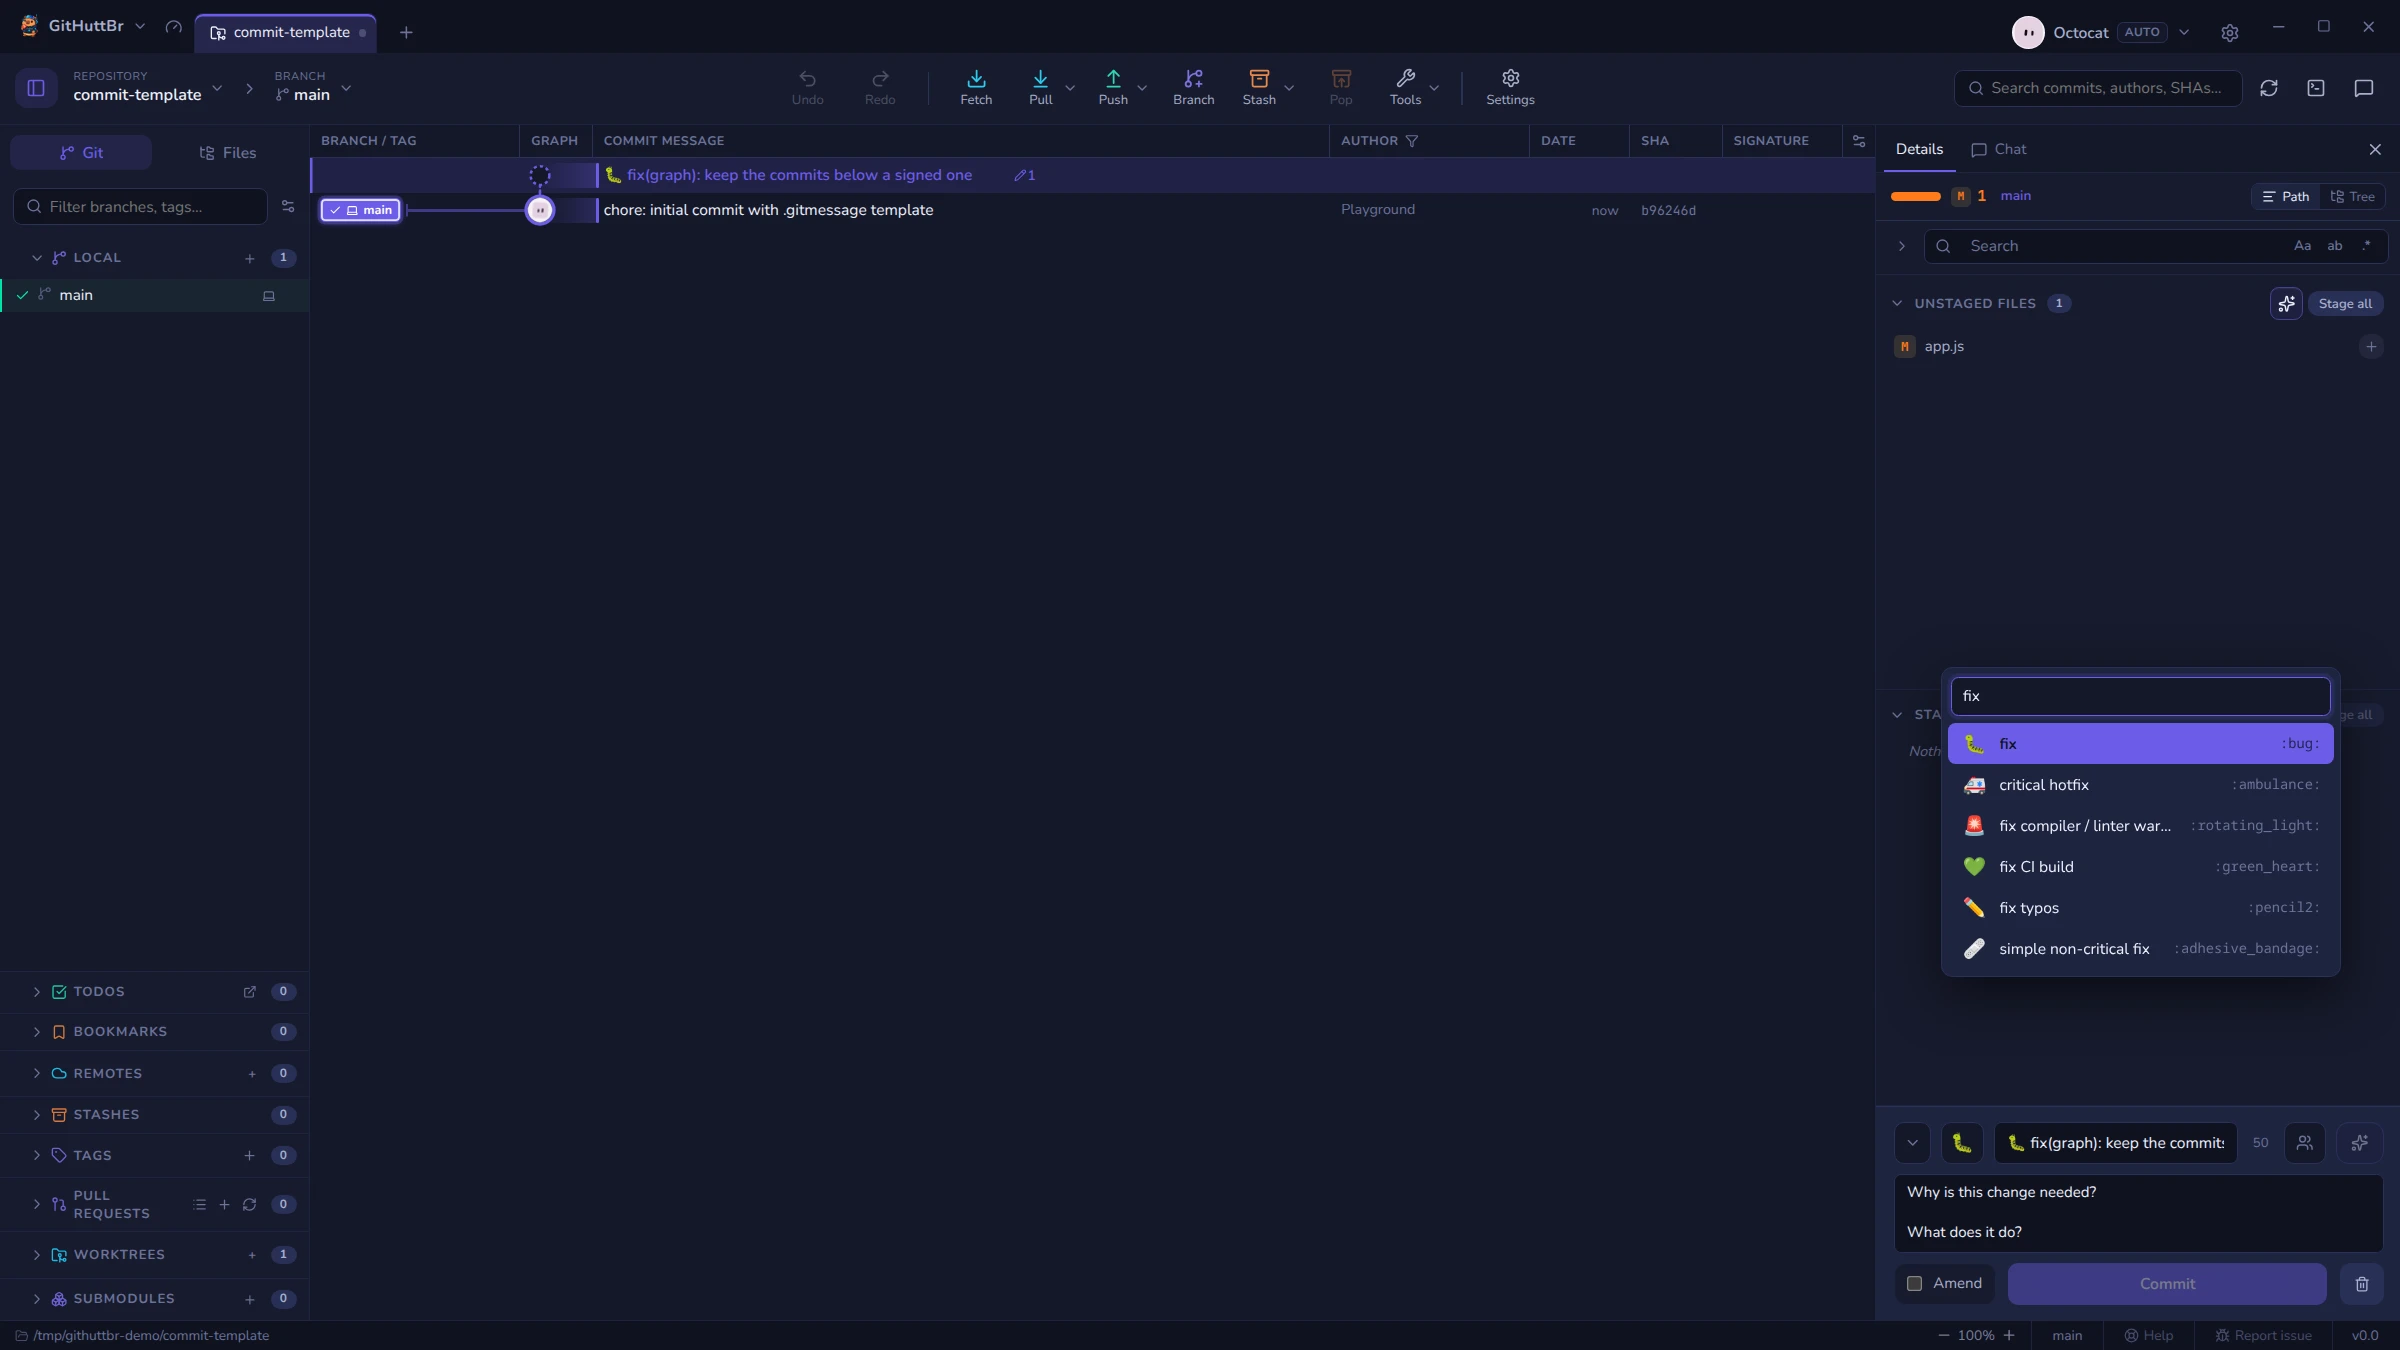 GitHuttBr
commit-template
Octocat AUTO
REPOSITORY
commit-template
BRANCH
main
Undo
Redo
Fetch
Pull
Push
Branch
Stash
Pop
Tools
Settings
Search commits, authors, SHAs...
Git
Files
Filter branches, tags...
LOCAL 1
main
TODOS 0
BOOKMARKS 0
REMOTES 0
STASHES 0
TAGS 0
PULL
REQUESTS 0
WORKTREES 1
SUBMODULES 0
BRANCH / TAG GRAPH COMMIT MESSAGE AUTHOR DATE SHA SIGNATURE
🐛 fix(graph): keep the commits below a signed one 1
main chore: initial commit with .gitmessage template Playground now b96246d
Details Chat
M 1 main Path Tree
Search Aa ab .*
UNSTAGED FILES 1 Stage all
M app.js
STA ge all
Noth
fix
fix :bug:
critical hotfix :ambulance:
fix compiler / linter war... :rotating_light:
fix CI build :green_heart:
fix typos :pencil2:
simple non-critical fix :adhesive_bandage:
🐛 fix(graph): keep the commits 50
Why is this change needed?
What does it do?
Amend Commit
/tmp/githuttbr-demo/commit-template
100% main Help Report issue v0.0